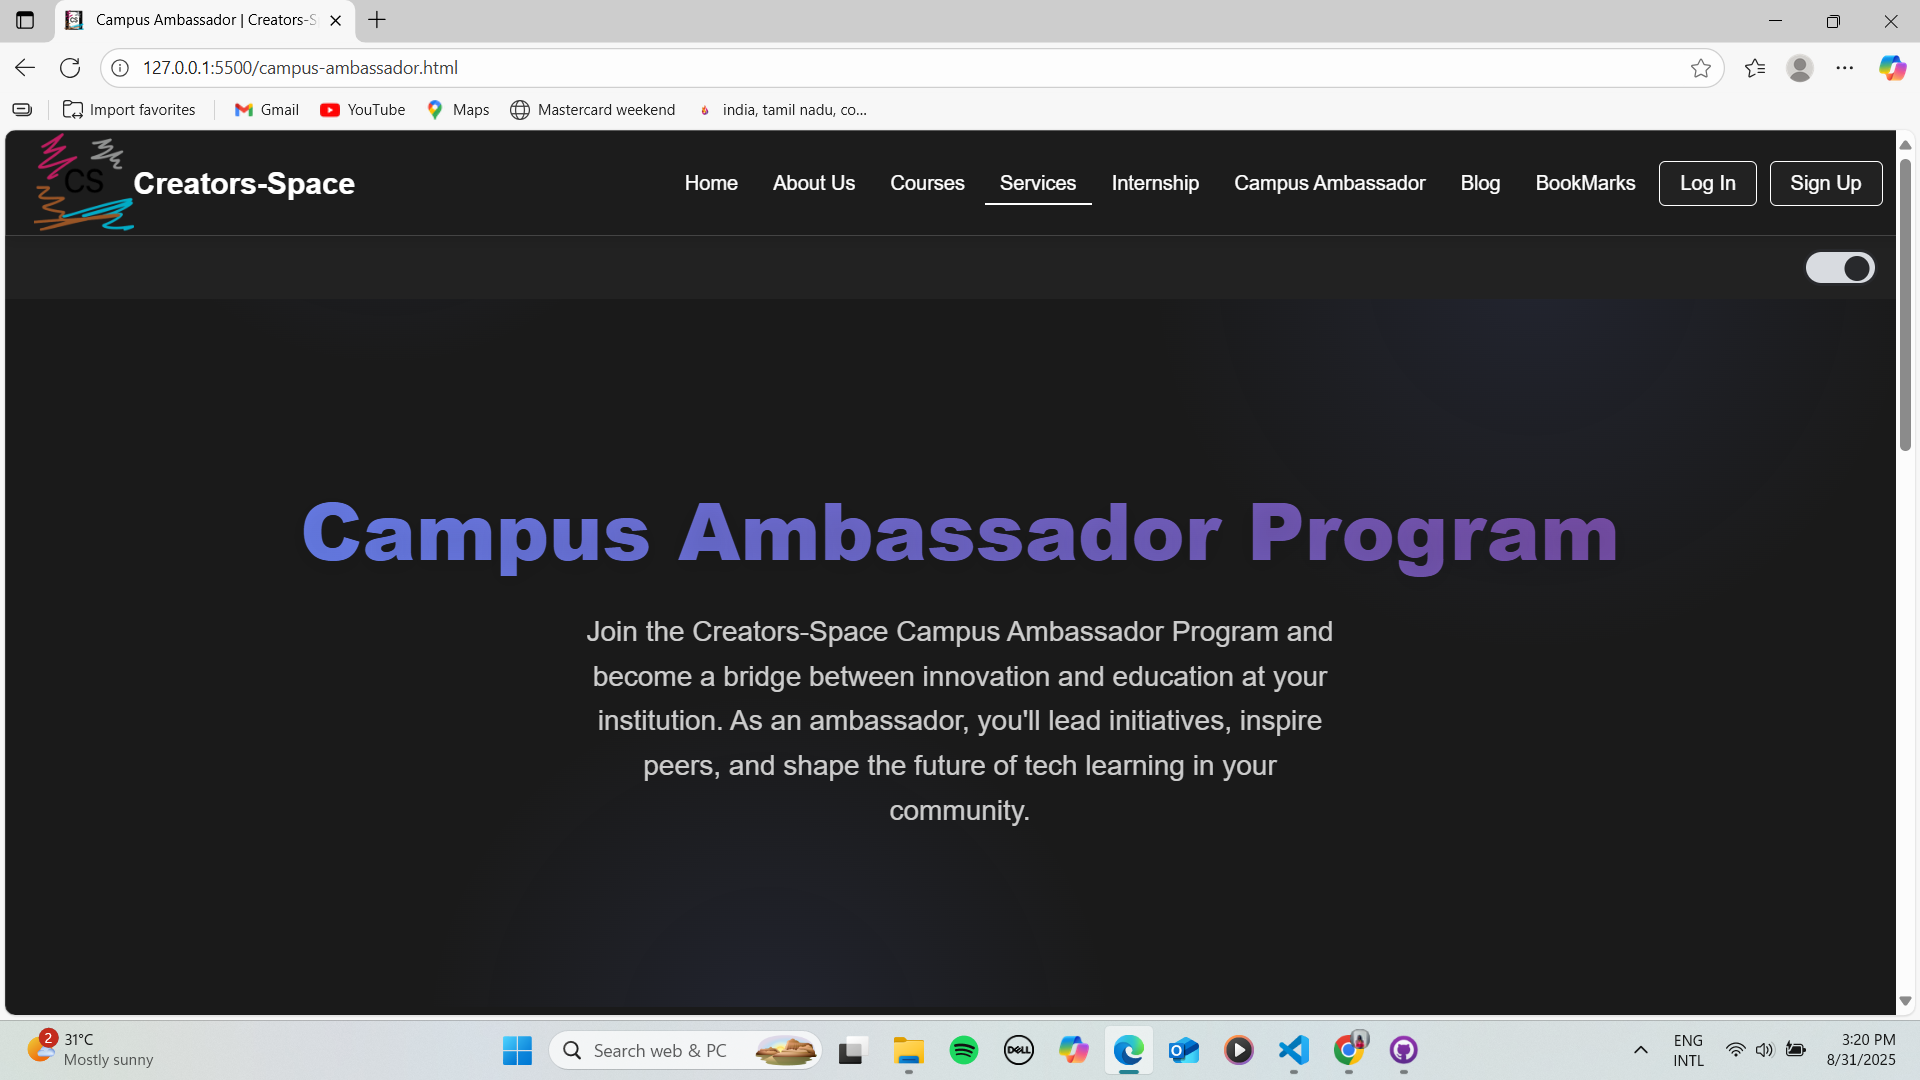 Campus Ambassador | Creators-S
127.0.0.1:5500/campus-ambassador.html
Import favorites
Gmail
YouTube
Maps
Mastercard weekend
india, tamil nadu, co...
CS
Creators-Space
Home
About Us
Courses
Services
Internship
Campus Ambassador
Blog
BookMarks
Log In
Sign Up
Campus Ambassador Program
Join the Creators-Space Campus Ambassador Program and
become a bridge between innovation and education at your
institution. As an ambassador, you'll lead initiatives, inspire
peers, and shape the future of tech learning in your
community.
2
31°C
Mostly sunny
Search web & PC
DELL
ENG
INTL
3:20 PM
8/31/2025